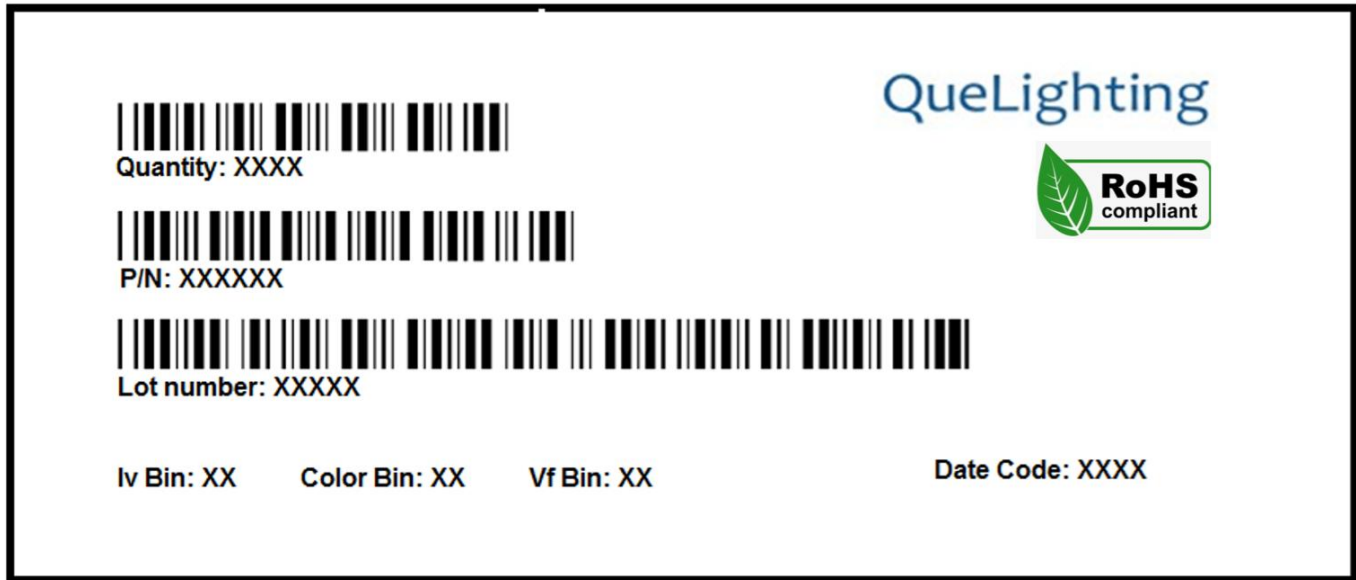 QueLighting
Quantity: XXXX
RoHS
compliant
P/N: XXXXXX
Lot number: XXXXX
Iv Bin: XX Color Bin: XX Vf Bin: XX Date Code: XXXX